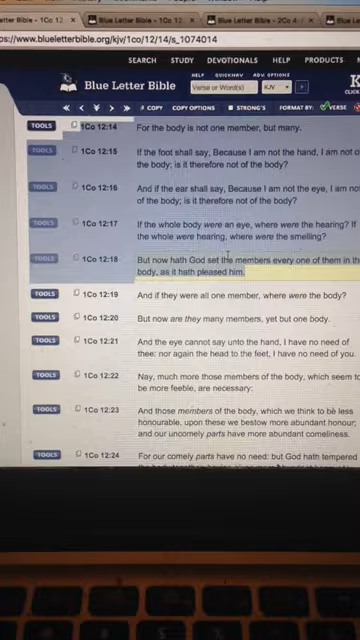 Bible - 1Co 12
Blue Letter Bible - 1Co 12
Blue Letter Bible - 2Co 4
Blue Let
https://www.blueletterbible.org/kjv/1co/12/14/s_1074014
SEARCH STUDY DEVOTIONALS HELP PRODUCTS
Blue Letter Bible
HELP QUICKNAV ADV. OPTIONS
Verse or Word(s) KJV
COPY COPY OPTIONS STRONG'S FORMAT BY: VERSE
TOOLS 1Co 12:14 For the body is not one member, but many.
TOOLS 1Co 12:15 If the foot shall say, Because I am not the hand, I am not o
the body; is it therefore not of the body?
TOOLS 1Co 12:16 And if the ear shall say, Because I am not the eye, I am not
of the body; is it therefore not of the body?
TOOLS 1Co 12:17 If the whole body were an eye, where were the hearing? If
the whole were hearing, where were the smelling?
TOOLS 1Co 12:18 But now hath God set the members every one of them in the
body, as it hath pleased him.
TOOLS 1Co 12:19 And if they were all one member, where were the body?
TOOLS 1Co 12:20 But now are they many members, yet but one body.
TOOLS 1Co 12:21 And the eye cannot say unto the hand, I have no need of
thee: nor again the head to the feet, I have no need of you.
TOOLS 1Co 12:22 Nay, much more those members of the body, which seem to
be more feeble, are necessary:
TOOLS 1Co 12:23 And those members of the body, which we think to be less
honourable, upon these we bestow more abundant honour;
and our uncomely parts have more abundant comeliness.
TOOLS 1Co 12:24 For our comely parts have no need: but God hath tempered